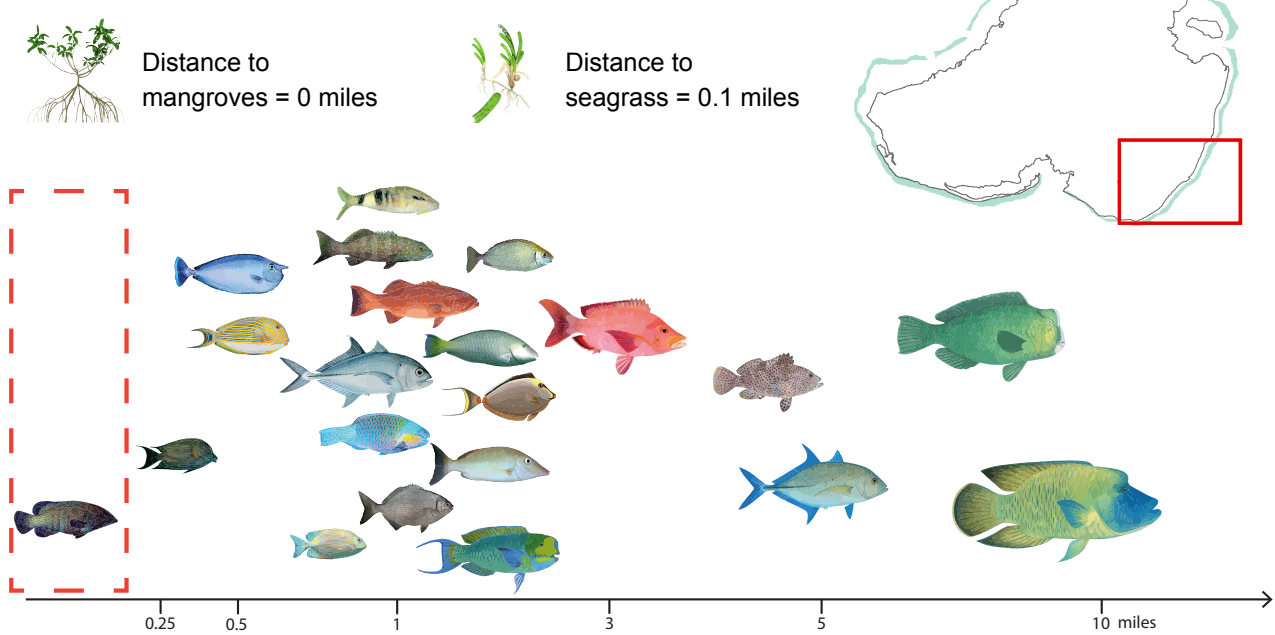 Distance to
mangroves = 0 miles
Distance to
seagrass = 0.1 miles
0.25 0.5 1 3 5 10 miles